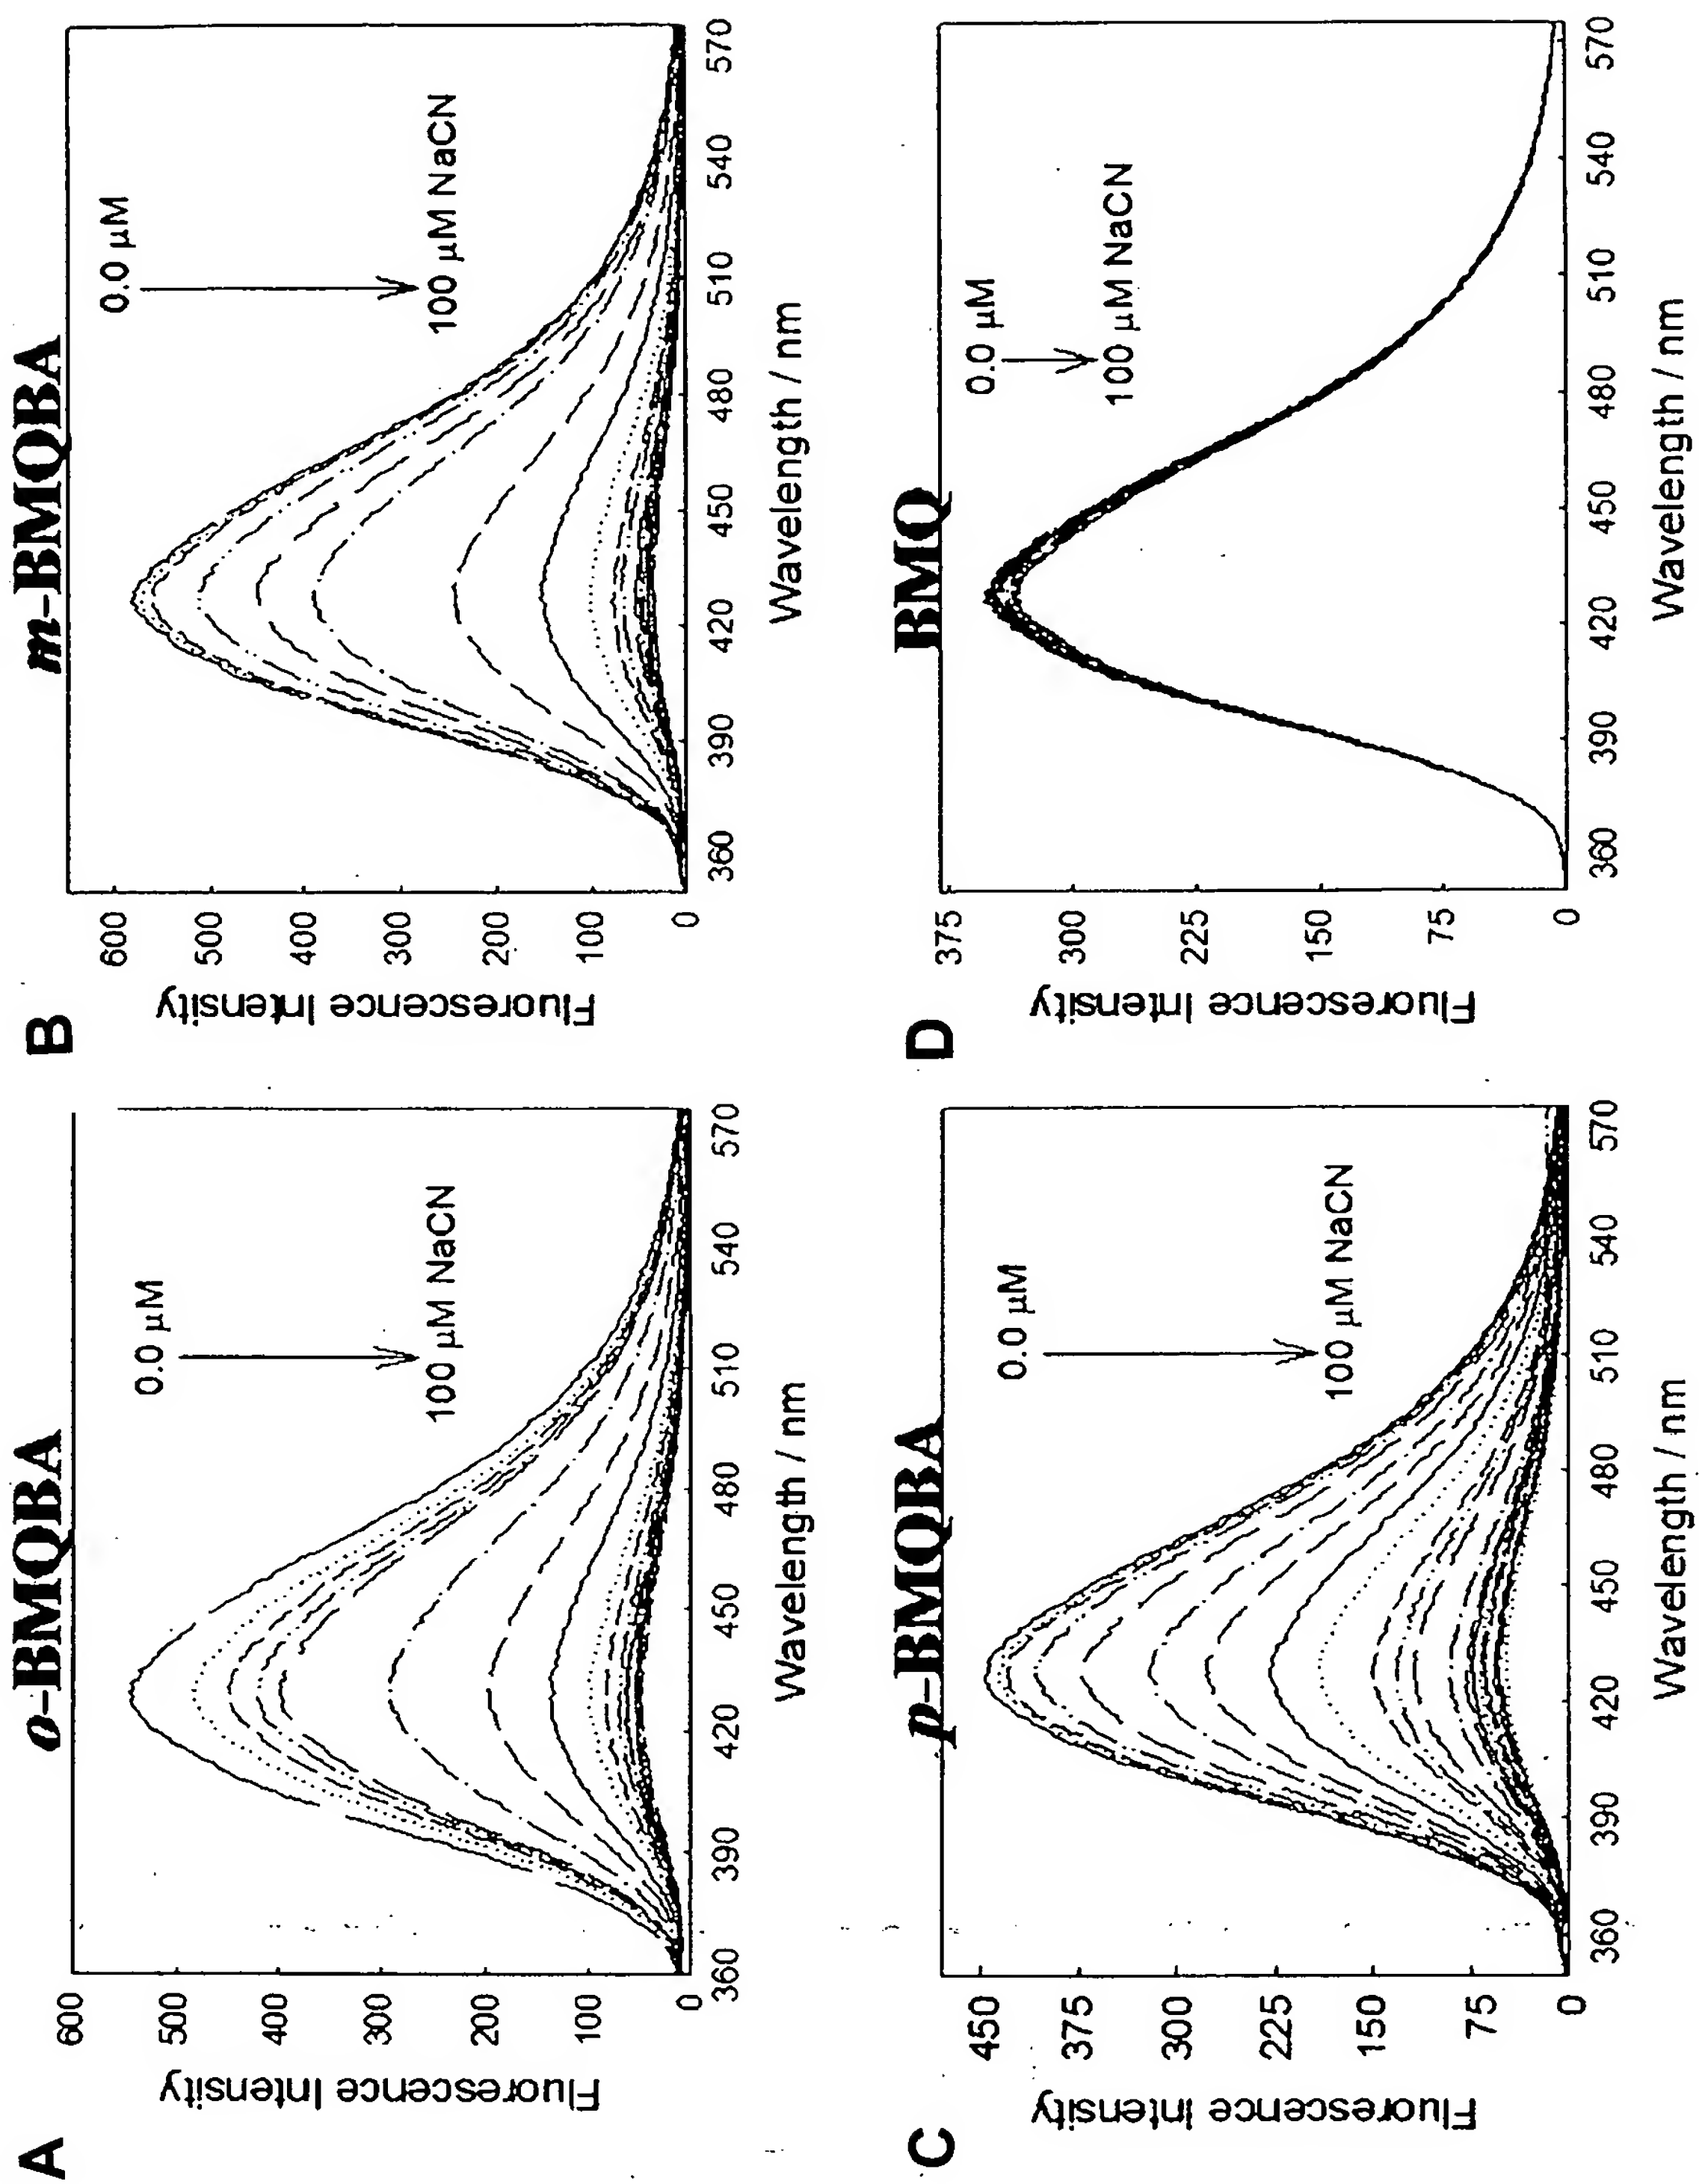 A
o-BMQBA
Fluorescence Intensity
600
500
400
300
200
100
0
0.0 µM
100 µM NaCN
360 390 420 450 480 510 540 570
Wavelength / nm
B
m-BMQBA
Fluorescence Intensity
600
500
400
300
200
100
0
0.0 µM
100 µM NaCN
360 390 420 450 480 510 540 570
Wavelength / nm
C
p-BMQBA
Fluorescence Intensity
450
375
300
225
150
75
0
0.0 µM
100 µM NaCN
360 390 420 450 480 510 540 570
Wavelength / nm
D
BMQ
Fluorescence Intensity
375
300
225
150
75
0
0.0 µM
100 µM NaCN
360 390 420 450 480 510 540 570
Wavelength / nm